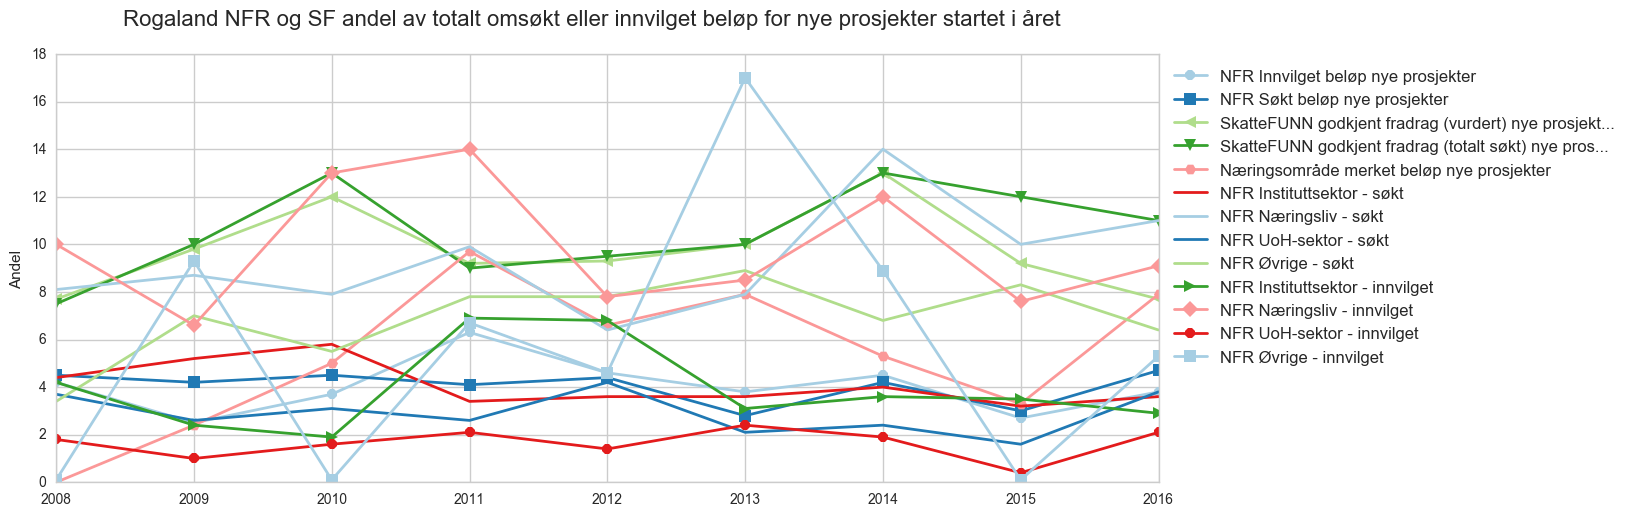 Rogaland NFR og SF andel av totalt omsøkt eller innvilget beløp for nye prosjekter startet i året
18
16
14
12
10
8
6
4
2
0
Andel
2008 2009 2010 2011 2012 2013 2014 2015 2016
NFR Innvilget beløp nye prosjekter
NFR Søkt beløp nye prosjekter
SkatteFUNN godkjent fradrag (vurdert) nye prosjekt...
SkatteFUNN godkjent fradrag (totalt søkt) nye pros...
Næringsområde merket beløp nye prosjekter
NFR Instituttsektor - søkt
NFR Næringsliv - søkt
NFR UoH-sektor - søkt
NFR Øvrige - søkt
NFR Instituttsektor - innvilget
NFR Næringsliv - innvilget
NFR UoH-sektor - innvilget
NFR Øvrige - innvilget